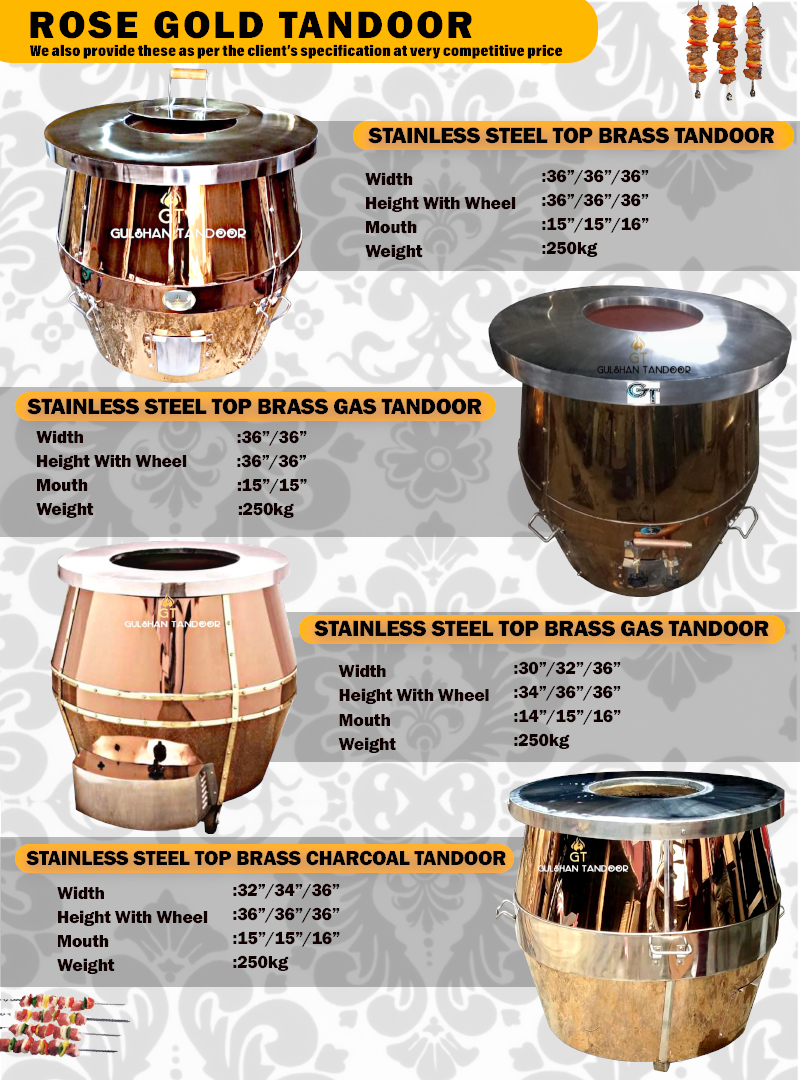 ROSE GOLD TANDOOR
We also provide these as per the client's specification at very competitive price
STAINLESS STEEL TOP BRASS TANDOOR
Width :36”/36”/36”
Height With Wheel :36”/36”/36”
Mouth :15”/15”/16”
Weight :250kg
GT
GULSHAN TANDOOR
GT
GULSHAN TANDOOR
GT
STAINLESS STEEL TOP BRASS GAS TANDOOR
Width :36”/36”
Height With Wheel :36”/36”
Mouth :15”/15”
Weight :250kg
GT
GULSHAN TANDOOR
STAINLESS STEEL TOP BRASS GAS TANDOOR
Width :30”/32”/36”
Height With Wheel :34”/36”/36”
Mouth :14”/15”/16”
Weight :250kg
GT
GULSHAN TANDOOR
STAINLESS STEEL TOP BRASS CHARCOAL TANDOOR
Width :32”/34”/36”
Height With Wheel :36”/36”/36”
Mouth :15”/15”/16”
Weight :250kg